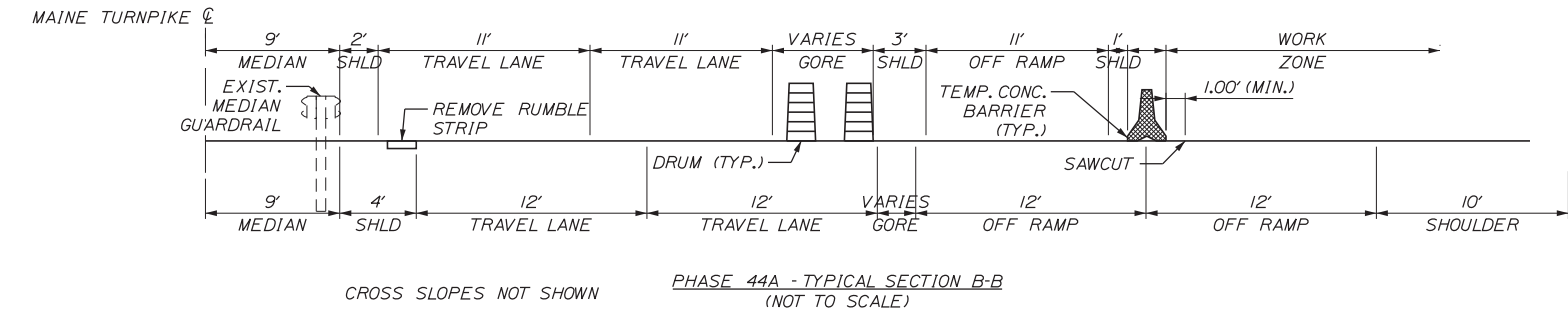 MAINE TURNPIKE ℄
9' 2' 11' 11' VARIES 3' 11' 1' WORK
MEDIAN SHLD TRAVEL LANE TRAVEL LANE GORE SHLD OFF RAMP SHLD ZONE
EXIST.
MEDIAN
GUARDRAIL
REMOVE RUMBLE
STRIP
DRUM (TYP.)
TEMP. CONC.
BARRIER
(TYP.)
1.00' (MIN.)
SAWCUT
9' 4' 12' 12' VARIES 12' 12' 10'
MEDIAN SHLD TRAVEL LANE TRAVEL LANE GORE OFF RAMP OFF RAMP SHOULDER
CROSS SLOPES NOT SHOWN
PHASE 44A - TYPICAL SECTION B-B
(NOT TO SCALE)